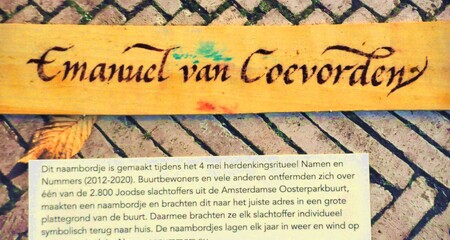 Emanuel van Coevorden
Dit naambordje is gemaakt tijdens het 4 mei herdenkingsritueel Namen en
Nummers (2012-2020). Buurtbewoners en vele anderen ontfermden zich over
één van de 2.800 Joodse slachtoffers uit de Amsterdamse Oosterparkbuurt,
maakten een naambordje en brachten dit naar het juiste adres in een grote
plattegrond van de buurt. Daarmee brachten ze elk slachtoffer individueel
symbolisch terug naar huis. De naambordjes lagen elk jaar in weer en wind op